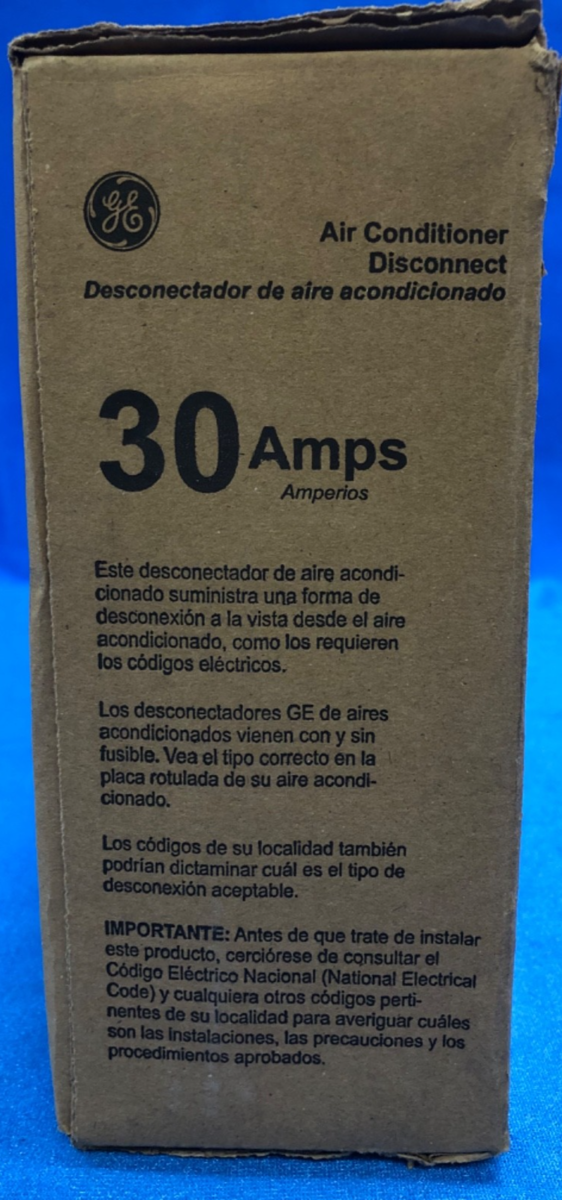 GE
Air Conditioner
Disconnect
Desconectador de aire acondicionado
30 Amps
Amperios
Este desconectador de aire acondi-
cionado suministra una forma de
desconexión a la vista desde el aire
acondicionado, como los requieren
los códigos eléctricos.
Los desconectadores GE de aires
acondicionados vienen con y sin
fusible. Vea el tipo correcto en la
placa rotulada de su aire acondi-
cionado.
Los códigos de su localidad también
podrían dictaminar cuál es el tipo de
desconexión aceptable.
IMPORTANTE: Antes de que trate de instalar
este producto, cerciórese de consultar el
Código Eléctrico Nacional (National Electrical
Code) y cualquiera otros códigos perti-
nentes de su localidad para averiguar cuáles
son las instalaciones, las precauciones y los
procedimientos aprobados.